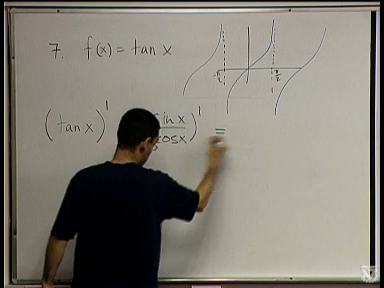 7. f(x) = tan x
-π/2 π/2
(tan x)' (sin x / cos x)' =